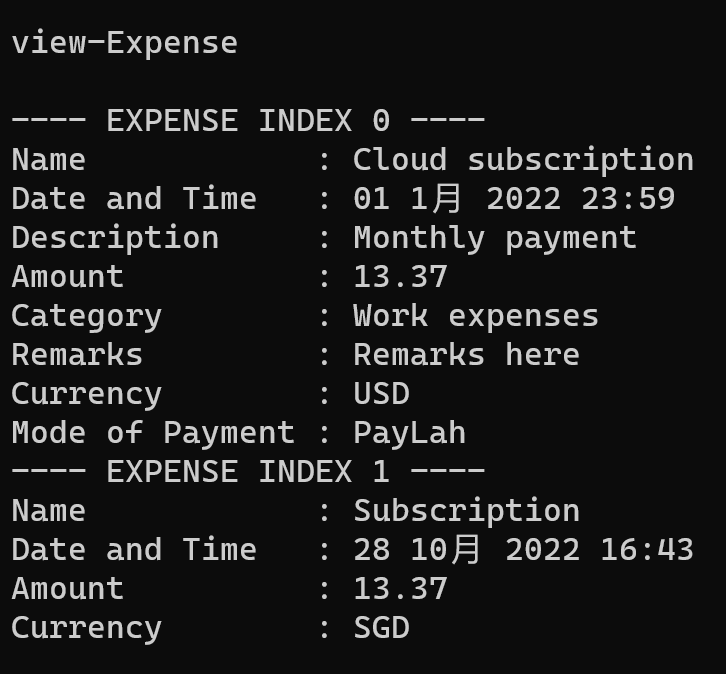 view-Expense
---- EXPENSE INDEX 0 ----
Name : Cloud subscription
Date and Time : 01 1月 2022 23:59
Description : Monthly payment
Amount : 13.37
Category : Work expenses
Remarks : Remarks here
Currency : USD
Mode of Payment : PayLah
---- EXPENSE INDEX 1 ----
Name : Subscription
Date and Time : 28 10月 2022 16:43
Amount : 13.37
Currency : SGD